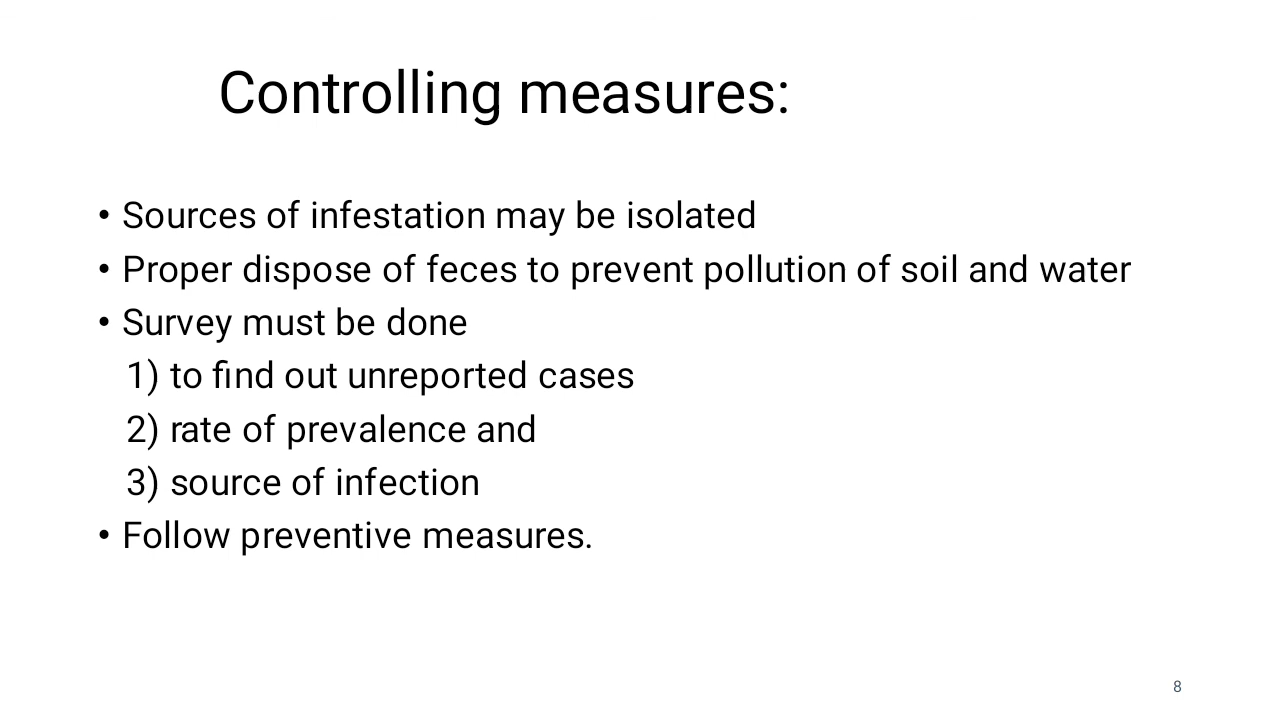 Controlling measures:
• Sources of infestation may be isolated
• Proper dispose of feces to prevent pollution of soil and water
• Survey must be done
1) to find out unreported cases
2) rate of prevalence and
3) source of infection
• Follow preventive measures.
8